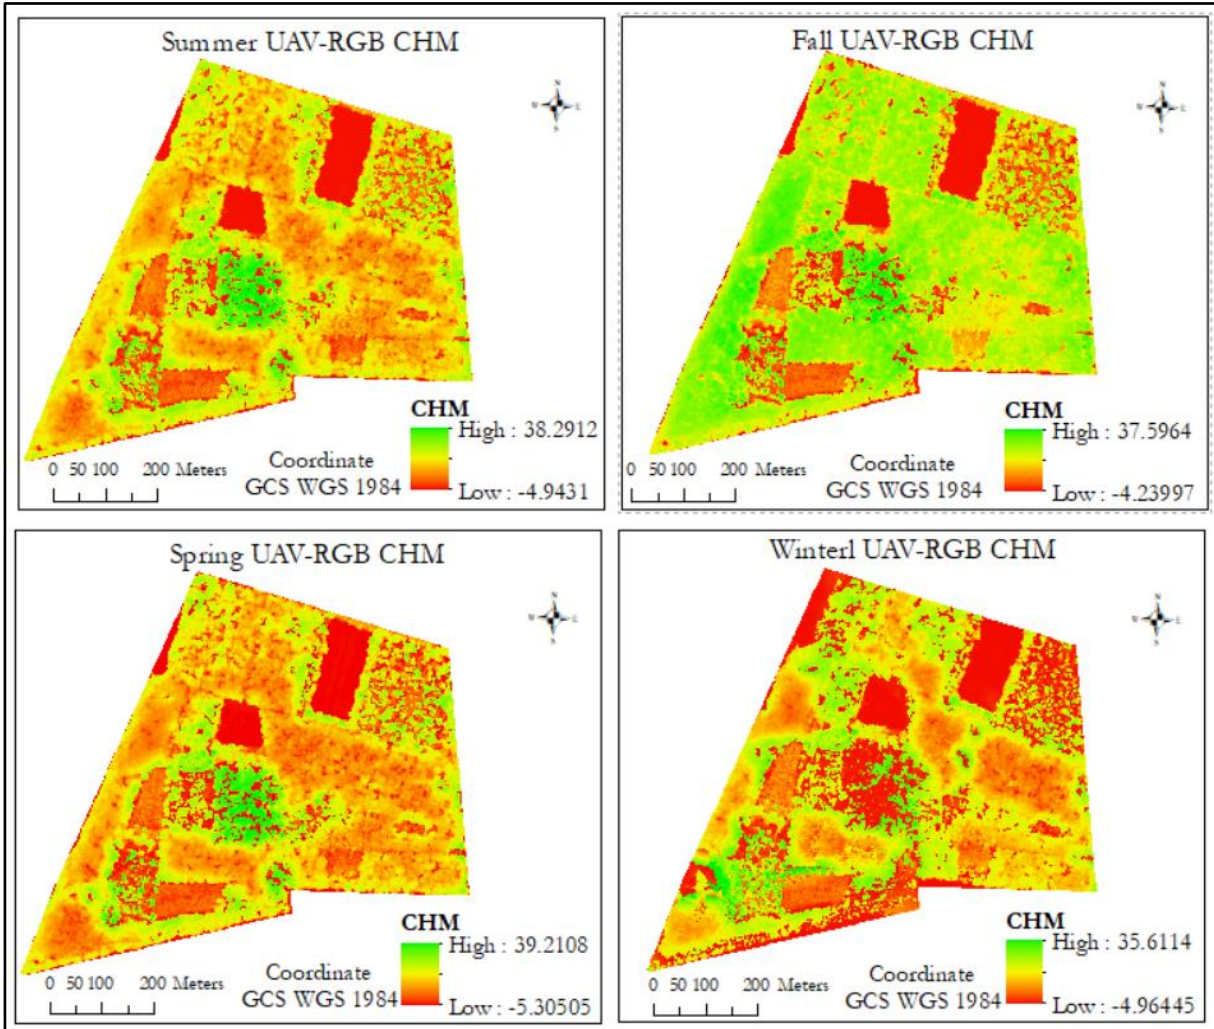 Summer UAV-RGB CHM
N
W E
S
CHM
High : 38.2912
Low : -4.9431
0 50 100 200 Meters
Coordinate
GCS WGS 1984
Fall UAV-RGB CHM
N
W E
S
CHM
High : 37.5964
Low : -4.23997
0 50 100 200 Meters
Coordinate
GCS WGS 1984
Spring UAV-RGB CHM
N
W E
S
CHM
High : 39.2108
Low : -5.30505
0 50 100 200 Meters
Coordinate
GCS WGS 1984
Winterl UAV-RGB CHM
N
W E
S
CHM
High : 35.6114
Low : -4.96445
0 50 100 200 Meters
Coordinate
GCS WGS 1984